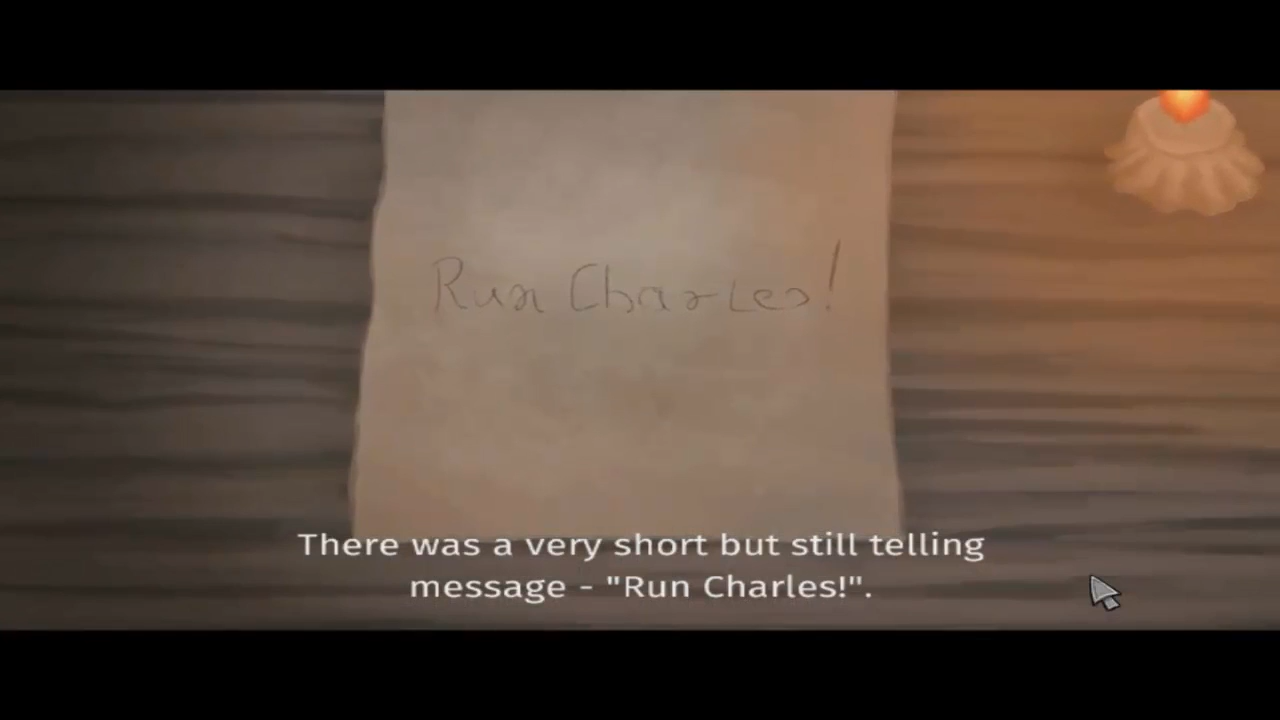 Run Charles!
There was a very short but still telling
message - "Run Charles!".